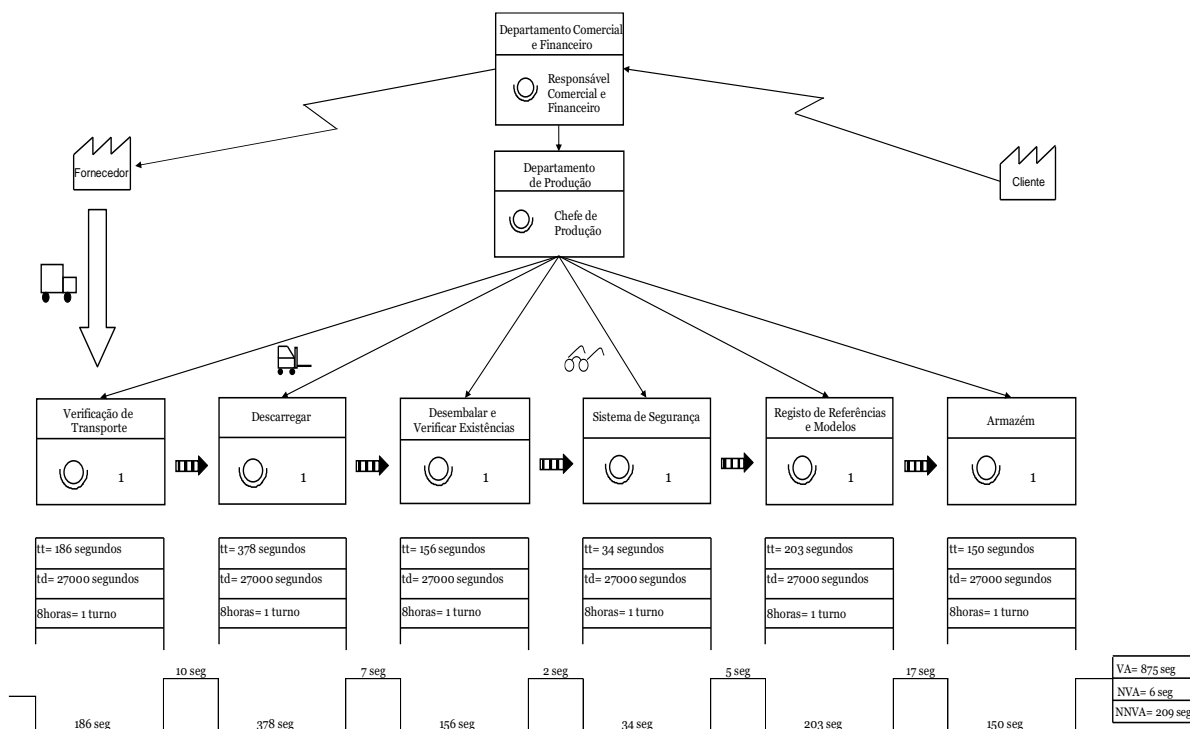 Departamento Comercial
e Financeiro
Responsável
Comercial e
Financeiro
Fornecedor
Departamento
de Produção
Chefe de
Produção
Cliente
Verificação de
Transporte
1
Descarregar
1
Desembalar e
Verificar Existências
1
Sistema de Segurança
1
Registo de Referências
e Modelos
1
Armazém
1
tt= 186 segundos
td= 27000 segundos
8horas= 1 turno
tt= 378 segundos
td= 27000 segundos
8horas= 1 turno
tt= 156 segundos
td= 27000 segundos
8horas= 1 turno
tt= 34 segundos
td= 27000 segundos
8horas= 1 turno
tt= 203 segundos
td= 27000 segundos
8horas= 1 turno
tt= 150 segundos
td= 27000 segundos
8horas= 1 turno
10 seg
7 seg
2 seg
5 seg
17 seg
186 seg
378 seg
156 seg
34 seg
203 seg
150 seg
VA= 875 seg
NVA= 6 seg
NNVA= 209 seg